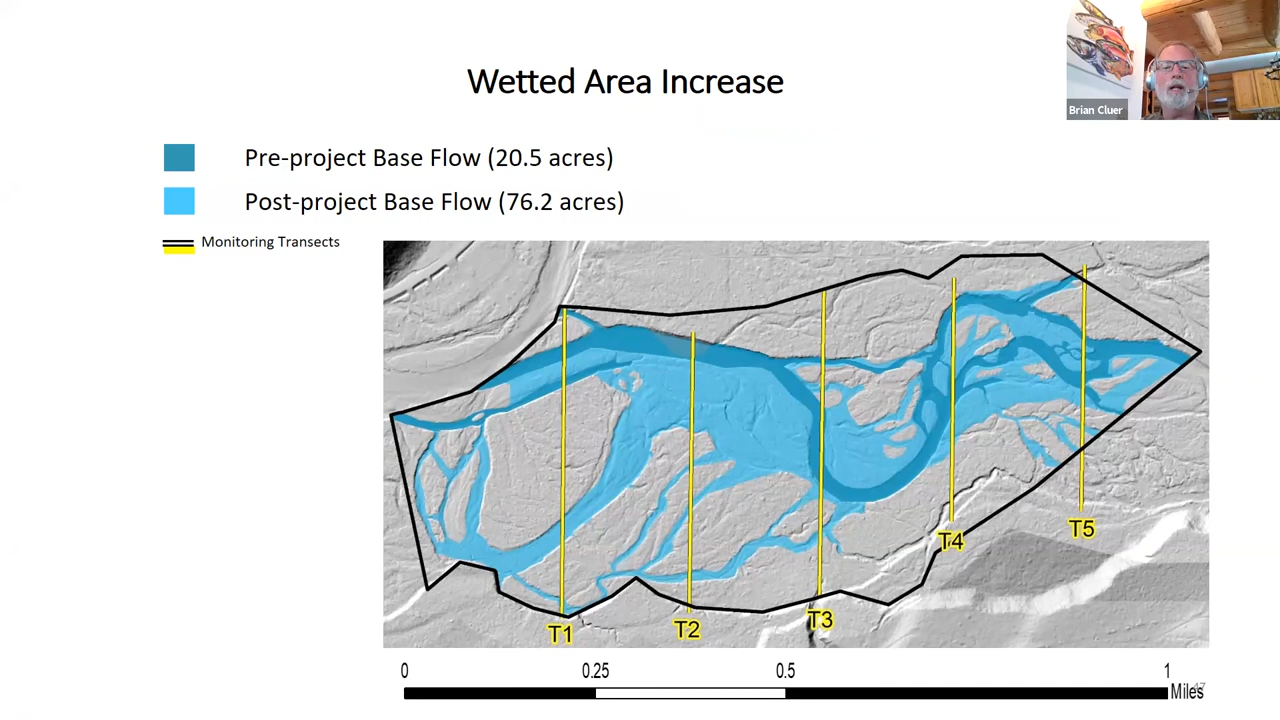 Wetted Area Increase
Brian Cluer
Pre-project Base Flow (20.5 acres)
Post-project Base Flow (76.2 acres)
Monitoring Transects
T1
T2
T3
T4
T5
0 0.25 0.5 1
Miles
47